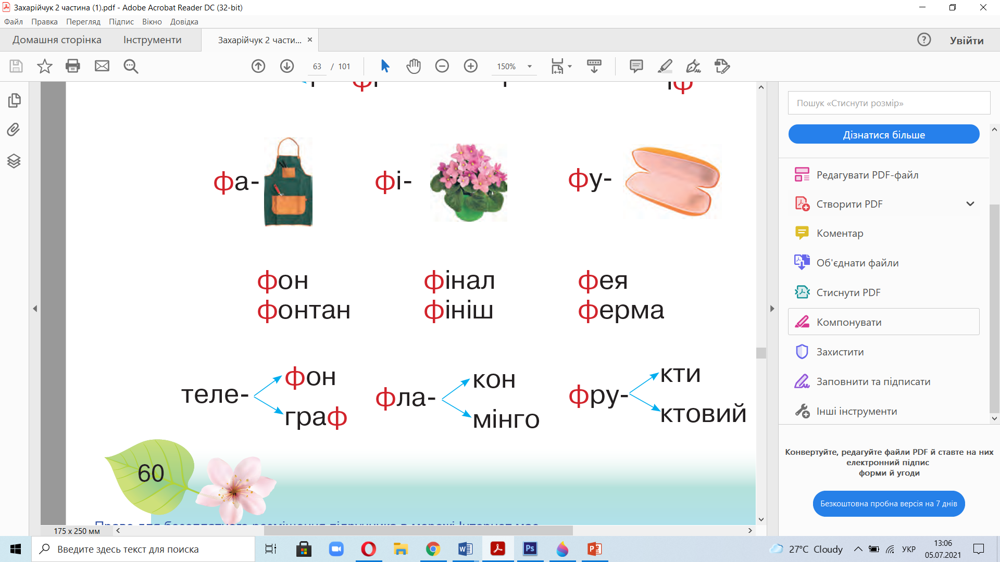 Захарійчук 2 частина (1).pdf - Adobe Acrobat Reader DC (32-bit)
Файл Правка Перегляд Підпис Вікно Довідка
Домашня сторінка Інструменти Захарійчук 2 части... Увійти
63 / 101 150%
фа- фі- фу-
фон фінал фея
фонтан фініш ферма
теле- фон
граф
фла- кон
мінго
фру- кти
ктовий
60
175 x 250 мм
Пошук «Стиснути розмір»
Дізнатися більше
Редагувати PDF-файл
Створити PDF
Коментар
Об'єднати файли
Стиснути PDF
Компонувати
Захистити
Заповнити та підписати
Інші інструменти
Конвертуйте, редагуйте файли PDF й ставте на них
електронний підпис
форми й угоди
Безкоштовна пробна версія на 7 днів
Введите здесь текст для поиска
27°C Cloudy УКР 13:06
05.07.2021